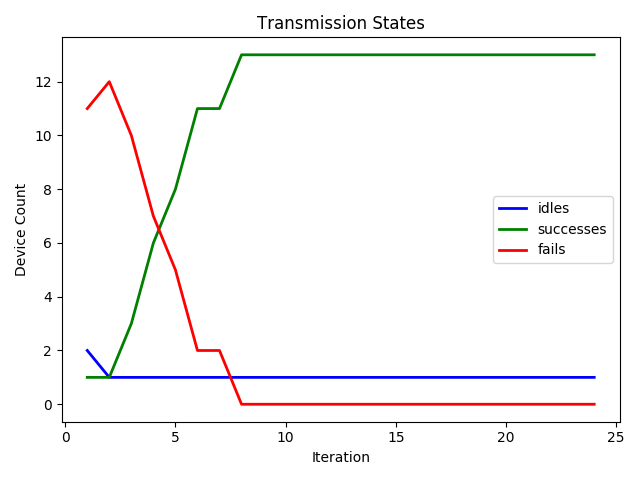 Transmission States
Device Count
12
10
8
6
4
2
0
idles
successes
fails
0 5 10 15 20 25
Iteration